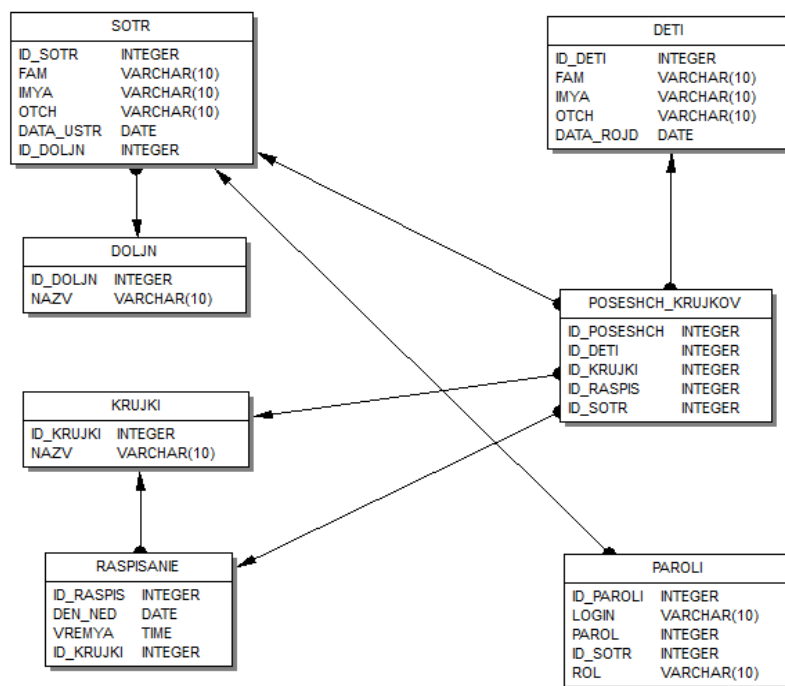 SOTR
ID_SOTR INTEGER
FAM VARCHAR(10)
IMYA VARCHAR(10)
OTCH VARCHAR(10)
DATA_USTR DATE
ID_DOLJN INTEGER
DETI
ID_DETI INTEGER
FAM VARCHAR(10)
IMYA VARCHAR(10)
OTCH VARCHAR(10)
DATA_ROJD DATE
DOLJN
ID_DOLJN INTEGER
NAZV VARCHAR(10)
POSESHCH_KRUJKOV
ID_POSESHCH INTEGER
ID_DETI INTEGER
ID_KRUJKI INTEGER
ID_RASPIS INTEGER
ID_SOTR INTEGER
KRUJKI
ID_KRUJKI INTEGER
NAZV VARCHAR(10)
RASPISANIE
ID_RASPIS INTEGER
DEN_NED DATE
VREMYA TIME
ID_KRUJKI INTEGER
PAROLI
ID_PAROLI INTEGER
LOGIN VARCHAR(10)
PAROL INTEGER
ID_SOTR INTEGER
ROL VARCHAR(10)